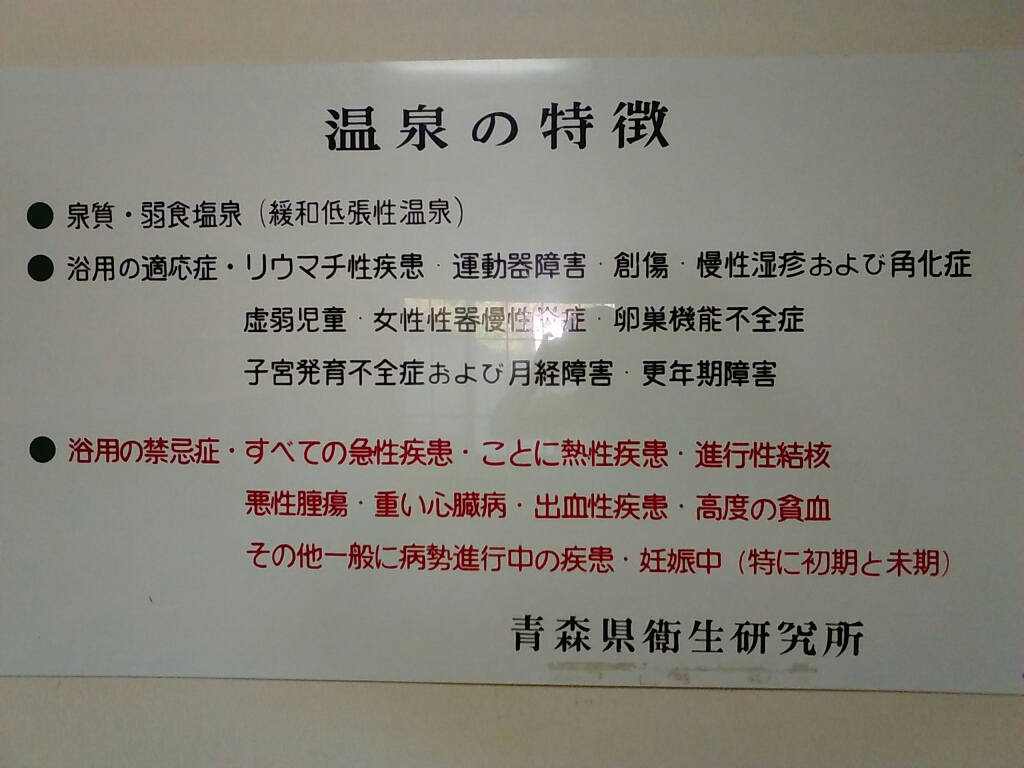 温泉の特徴
● 泉質・弱食塩泉（緩和低張性温泉）
● 浴用の適応症・リウマチ性疾患・運動器障害・創傷・慢性湿疹および角化症
虚弱児童・女性性器慢性炎症・卵巣機能不全症
子宮発育不全症および月経障害・更年期障害
● 浴用の禁忌症・すべての急性疾患・ことに熱性疾患・進行性結核
悪性腫瘍・重い心臓病・出血性疾患・高度の貧血
その他一般に病勢進行中の疾患・妊娠中（特に初期と末期）
青森県衛生研究所